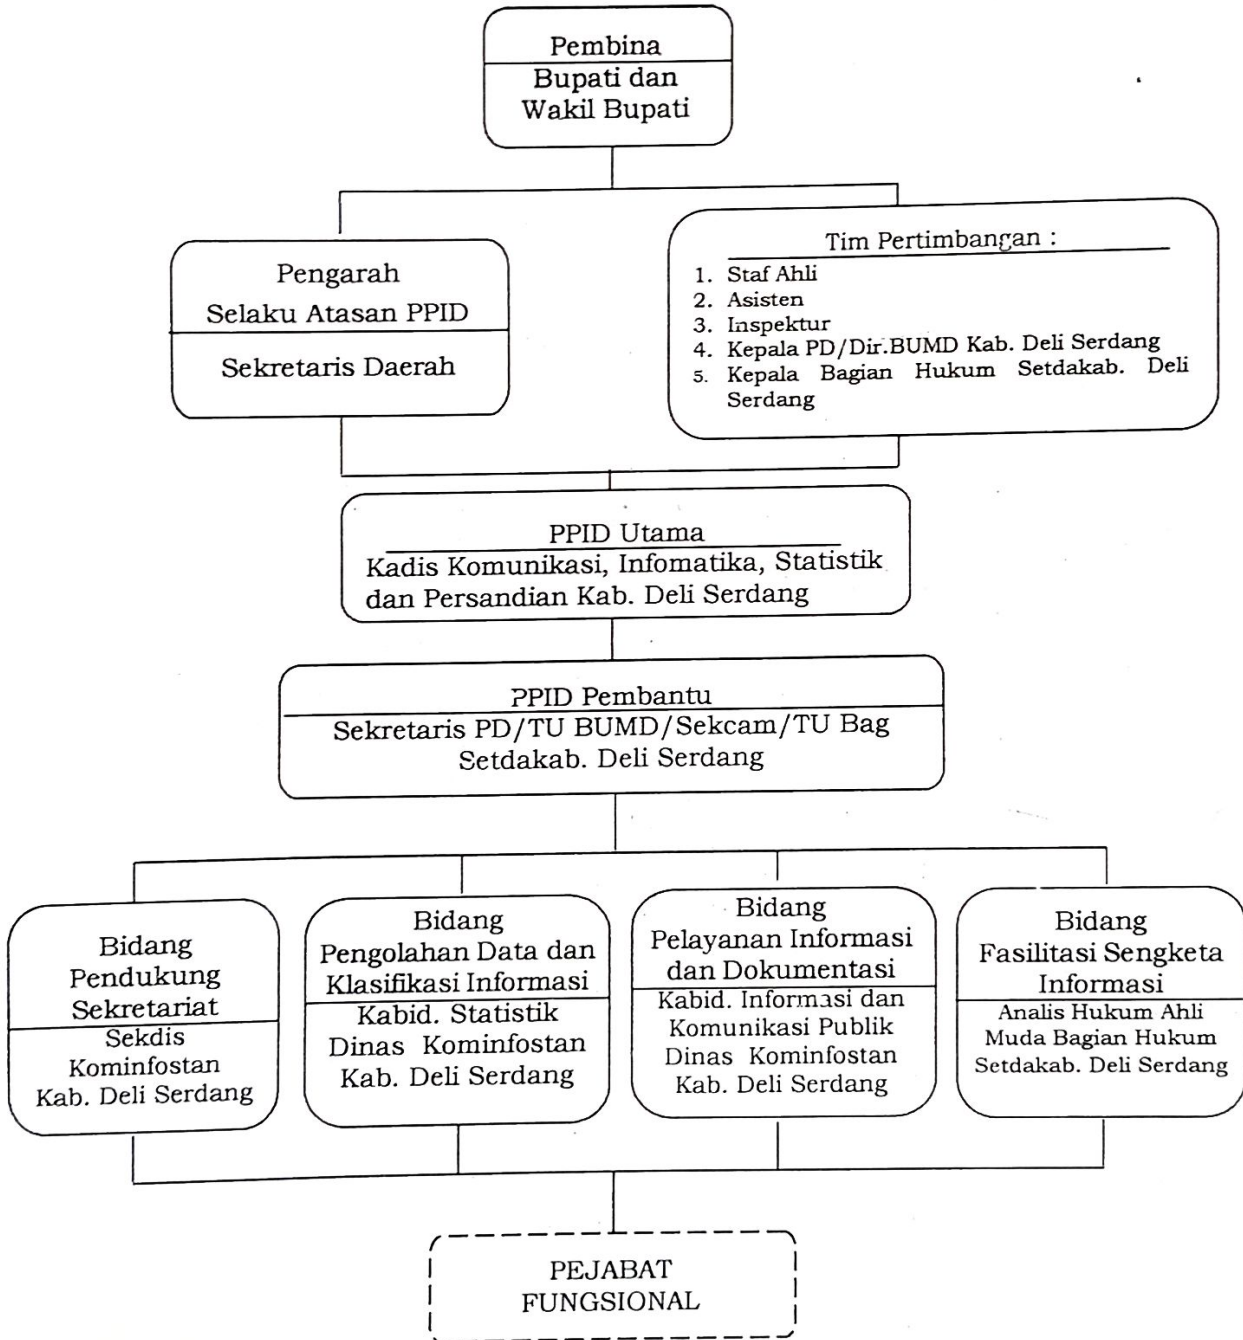 Pembina
Bupati dan
Wakil Bupati
Pengarah
Selaku Atasan PPID
Sekretaris Daerah
Tim Pertimbangan :
1. Staf Ahli
2. Asisten
3. Inspektur
4. Kepala PD/Dir.BUMD Kab. Deli Serdang
5. Kepala Bagian Hukum Setdakab. Deli
Serdang
PPID Utama
Kadis Komunikasi, Infomatika, Statistik
dan Persandian Kab. Deli Serdang
PPID Pembantu
Sekretaris PD/TU BUMD/Sekcam/TU Bag
Setdakab. Deli Serdang
Bidang
Pendukung
Sekretariat
Sekdis
Kominfostan
Kab. Deli Serdang
Bidang
Pengolahan Data dan
Klasifikasi Informasi
Kabid. Statistik
Dinas Kominfostan
Kab. Deli Serdang
Bidang
Pelayanan Informasi
dan Dokumentasi
Kabid. Informasi dan
Komunikasi Publik
Dinas Kominfostan
Kab. Deli Serdang
Bidang
Fasilitasi Sengketa
Informasi
Analis Hukum Ahli
Muda Bagian Hukum
Setdakab. Deli Serdang
PEJABAT
FUNGSIONAL